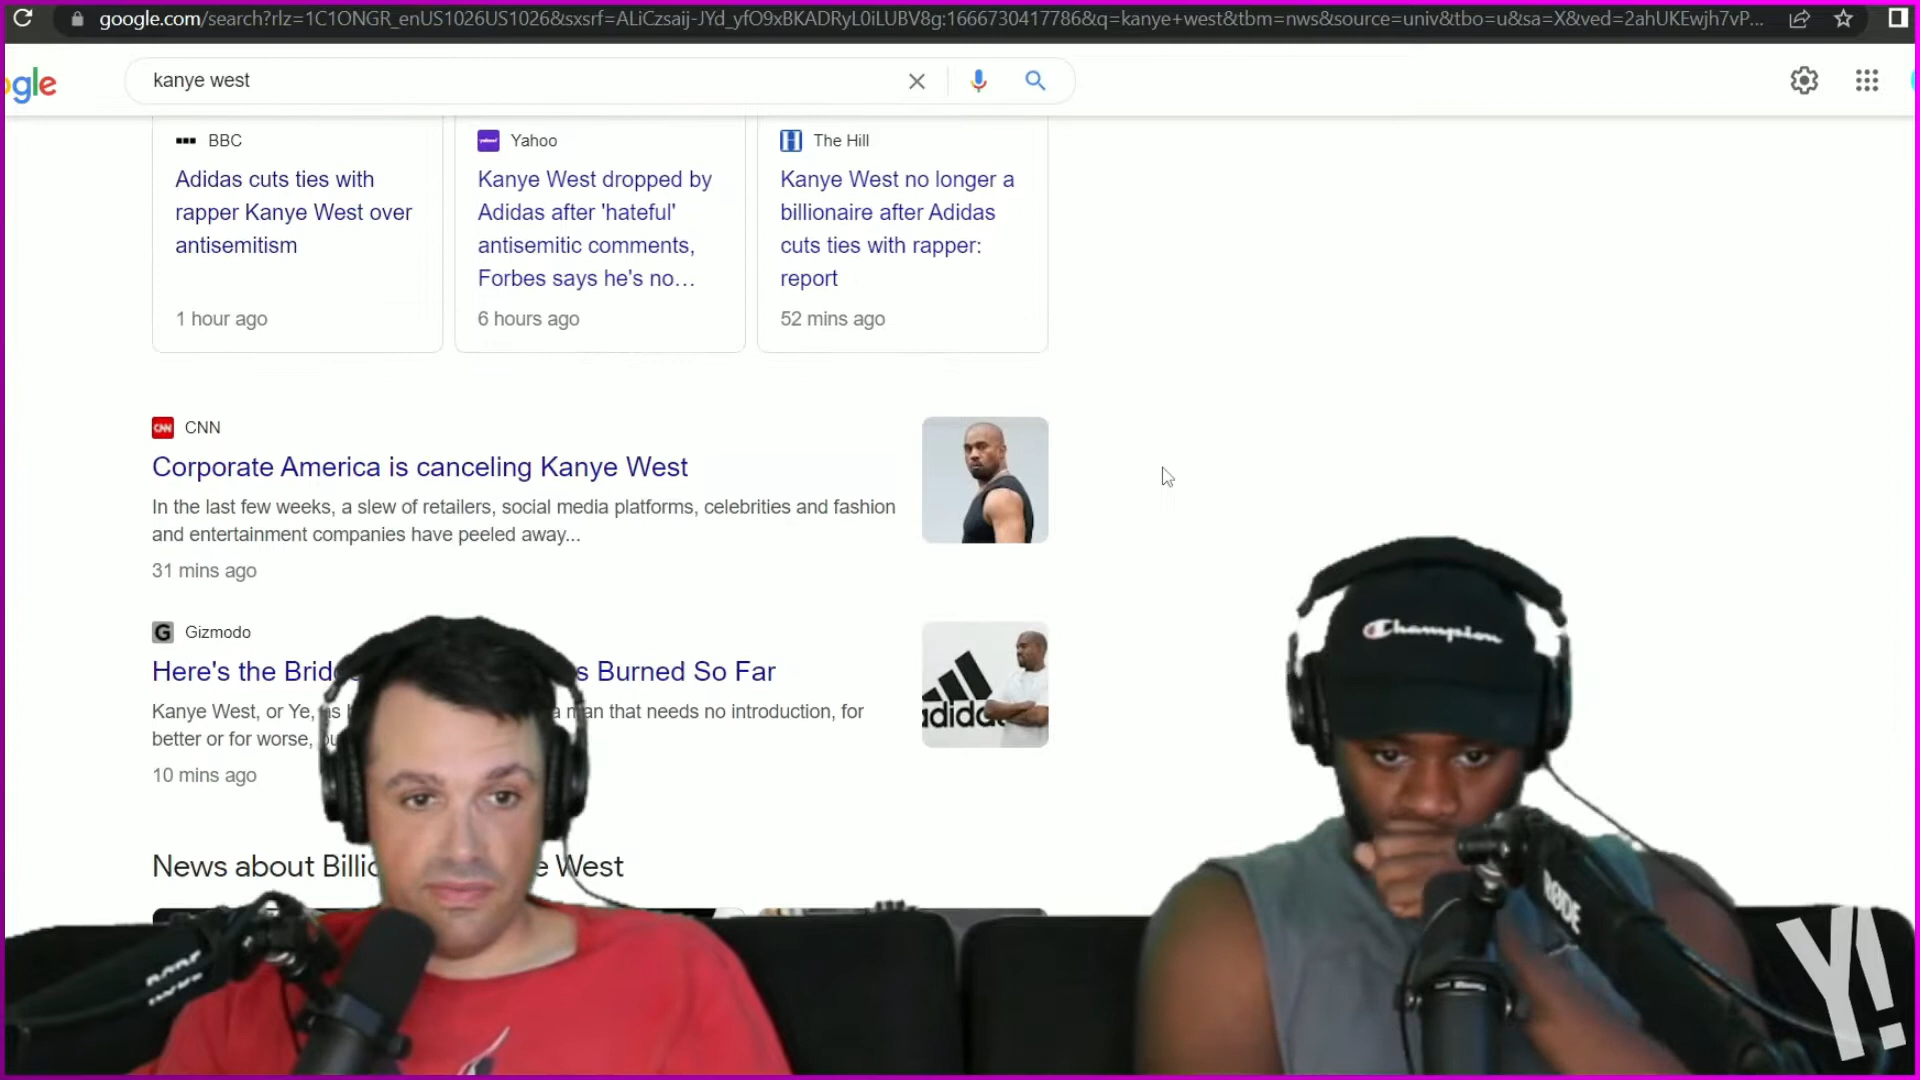 google.com/search?rlz=1C1ONGR_enUS1026US1026&sxsrf=ALiCzsaij-JYd_yfO9xBKADRyL0iLUBV8g:1666730417786&q=kanye+west&tbm=nws&source=univ&tbo=u&sa=X&ved=2ahUKEwjh7vP...
gle
kanye west
BBC
Adidas cuts ties with
rapper Kanye West over
antisemitism
1 hour ago
Yahoo
Kanye West dropped by
Adidas after 'hateful'
antisemitic comments,
Forbes says he's no...
6 hours ago
The Hill
Kanye West no longer a
billionaire after Adidas
cuts ties with rapper:
report
52 mins ago
CNN
CNN
Corporate America is canceling Kanye West
In the last few weeks, a slew of retailers, social media platforms, celebrities and fashion
and entertainment companies have peeled away...
31 mins ago
G Gizmodo
Here's the s Burned So Far
Kanye West, or Ye, a man that needs no introduction, for
better or for worse,
10 mins ago
adidas
News about West
Champion
RØDE
Y!